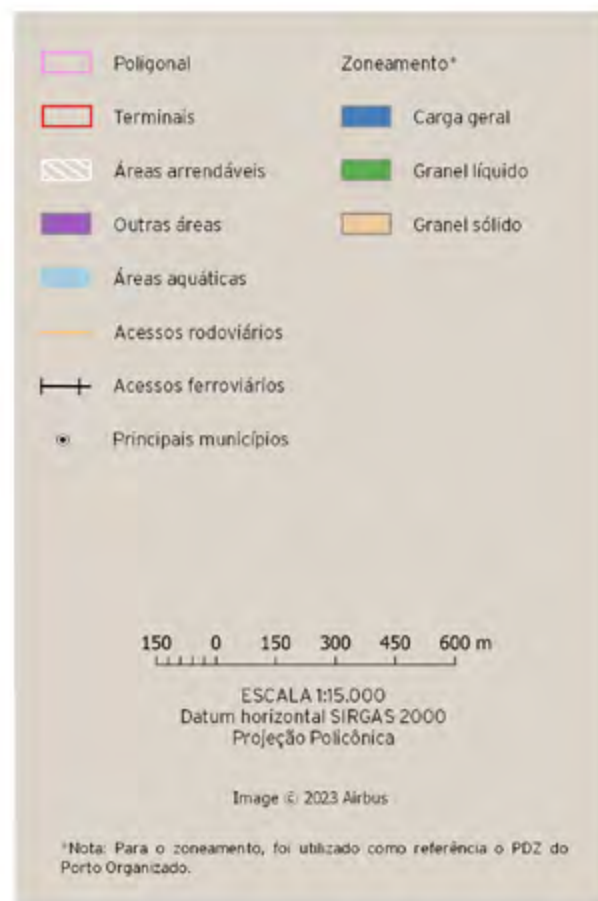 Poligonal
Terminais
Áreas arrendáveis
Outras áreas
Áreas aquáticas
Acessos rodoviários
Acessos ferroviários
Principais municípios
Zoneamento*
Carga geral
Granel líquido
Granel sólido
150 0 150 300 450 600 m
ESCALA 1:15.000
Datum horizontal SIRGAS 2000
Projeção Policônica
Image © 2023 Airbus
*Nota: Para o zoneamento, foi utilizado como referência o PDZ do
Porto Organizado.